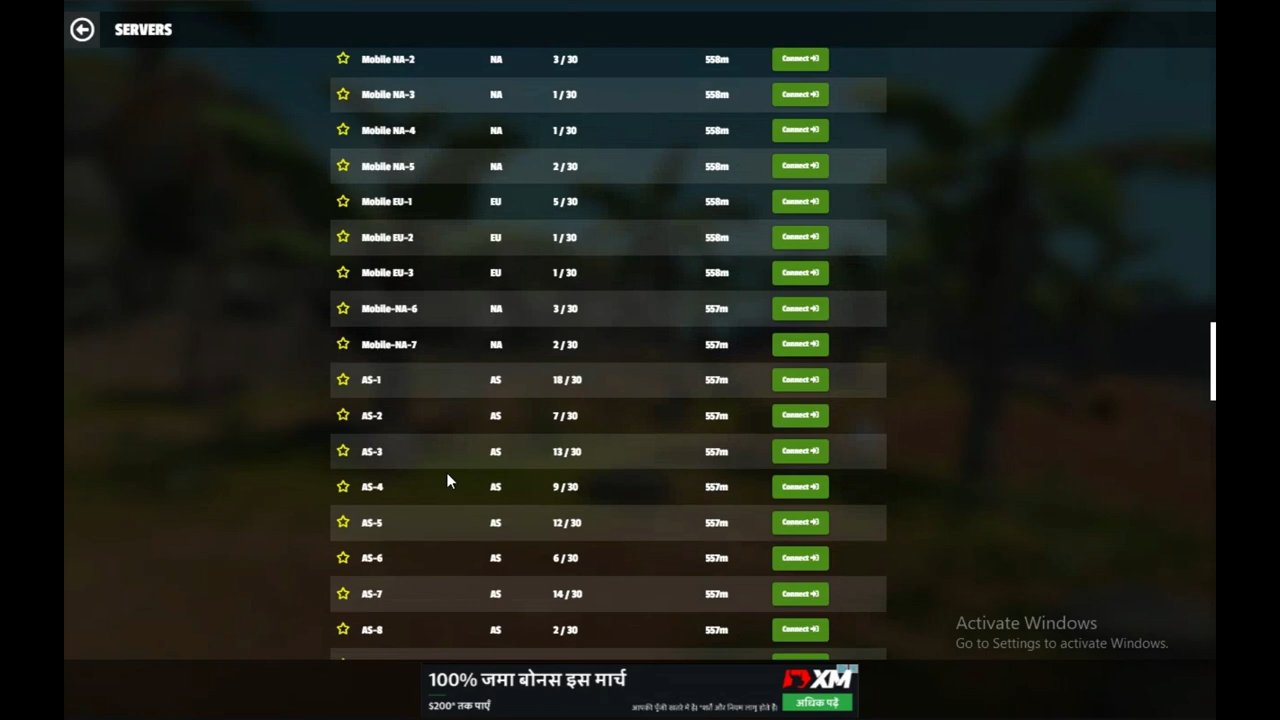 SERVERS
Mobile NA-2 NA 3 / 30 558m Connect
Mobile NA-3 NA 1 / 30 558m Connect
Mobile NA-4 NA 1 / 30 558m Connect
Mobile NA-5 NA 2 / 30 558m Connect
Mobile EU-1 EU 5 / 30 558m Connect
Mobile EU-2 EU 1 / 30 558m Connect
Mobile EU-3 EU 1 / 30 558m Connect
Mobile-NA-6 NA 3 / 30 557m Connect
Mobile-NA-7 NA 2 / 30 557m Connect
AS-1 AS 18 / 30 557m Connect
AS-2 AS 7 / 30 557m Connect
AS-3 AS 13 / 30 557m Connect
AS-4 AS 9 / 30 557m Connect
AS-5 AS 12 / 30 557m Connect
AS-6 AS 6 / 30 557m Connect
AS-7 AS 14 / 30 557m Connect
AS-8 AS 2 / 30 557m Connect
Activate Windows
Go to Settings to activate Windows.
100% जमा बोनस इस मार्च
$200* तक पाएँ
आपकी पूँजी खतरे में है। *शर्तें और नियम लागू होते हैं।
XM
अधिक पढ़ें